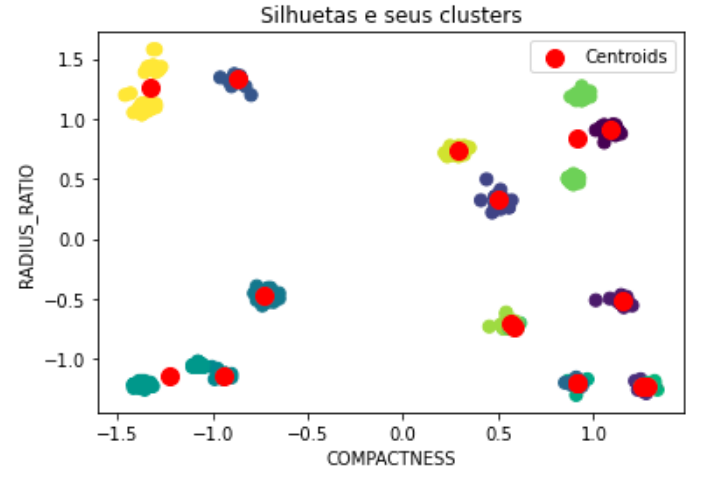 Silhuetas e seus clusters
Centroids
RADIUS_RATIO
1.5
1.0
0.5
0.0
−0.5
−1.0
−1.5 −1.0 −0.5 0.0 0.5 1.0
COMPACTNESS